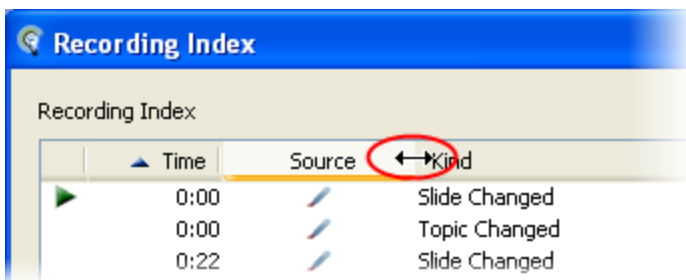 Recording Index
Recording Index
Time Source Kind
0:00 Slide Changed
0:00 Topic Changed
0:22 Slide Changed